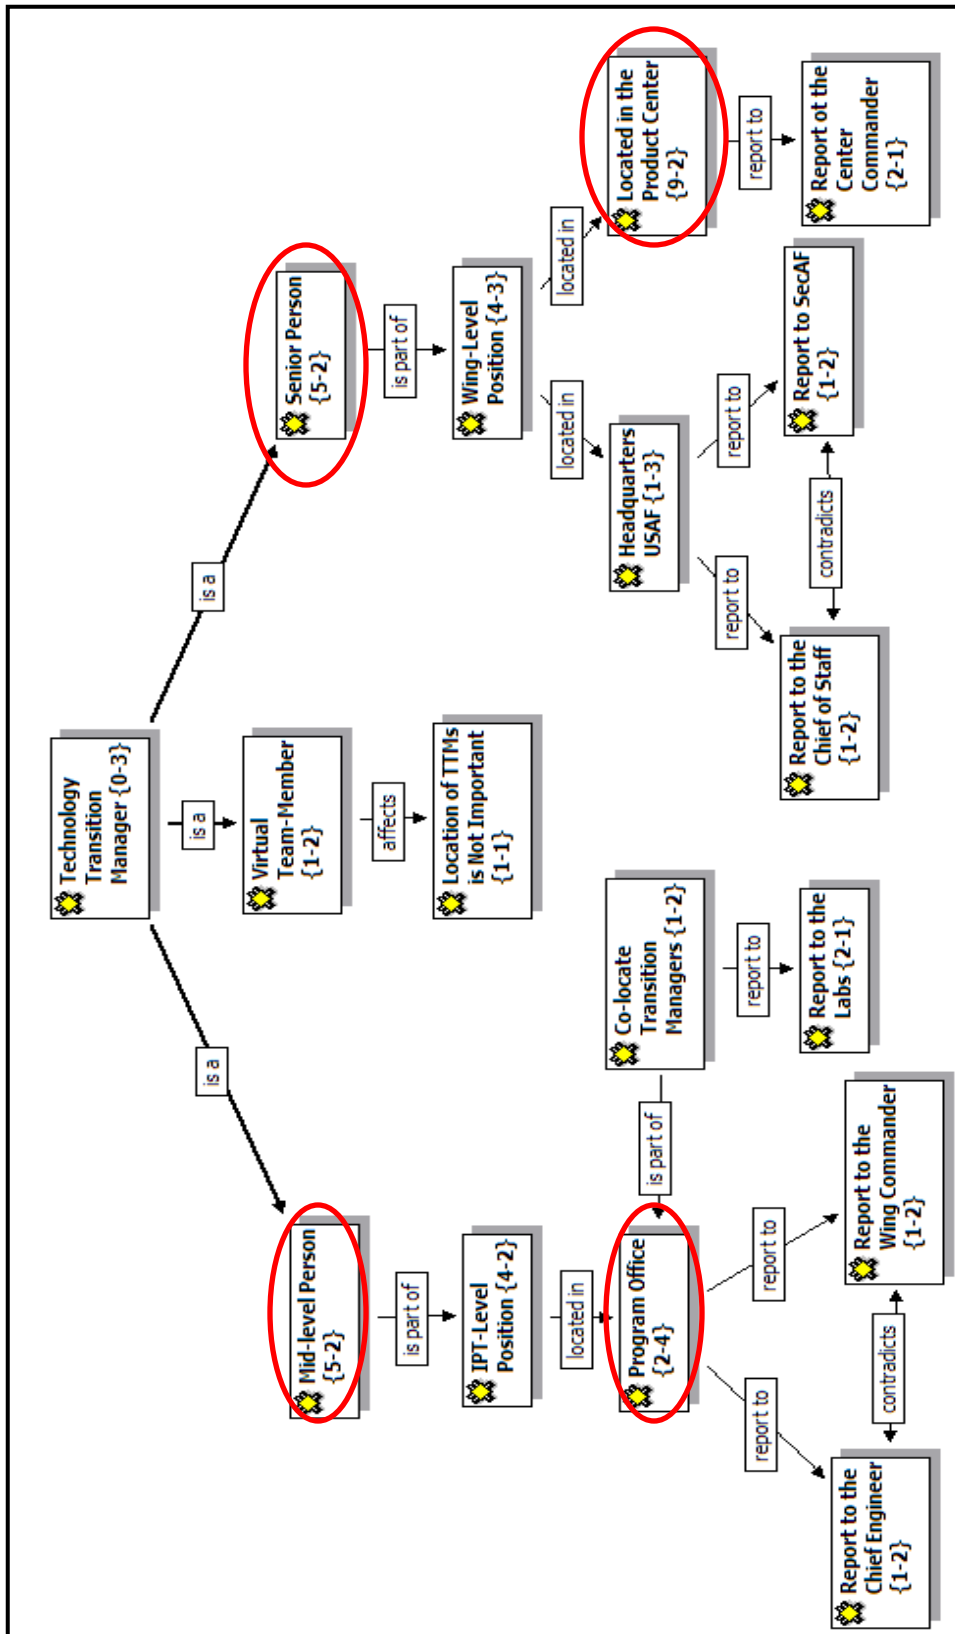 Technology
Transition
Manager {0-3}
is a
is a
is a
Mid-level Person
{5-2}
Virtual
Team-Member
{1-2}
Senior Person
{5-2}
is part of
affects
is part of
IPT-Level
Position {4-2}
Location of TTMs
is Not Important
{1-1}
Wing-Level
Position {4-3}
located in
located in
located in
Program Office
{2-4}
is part of
Co-locate
Transition
Managers {1-2}
Headquarters
USAF {1-3}
Located in the
Product Center
{9-2}
report to
report to
report to
report to
report to
report to
Report to the
Chief Engineer
{1-2}
contradicts
Report to the
Wing Commander
{1-2}
Report to the
Labs {2-1}
Report to the
Chief of Staff
{1-2}
contradicts
Report to SecAF
{1-2}
Report ot the
Center
Commander
{2-1}